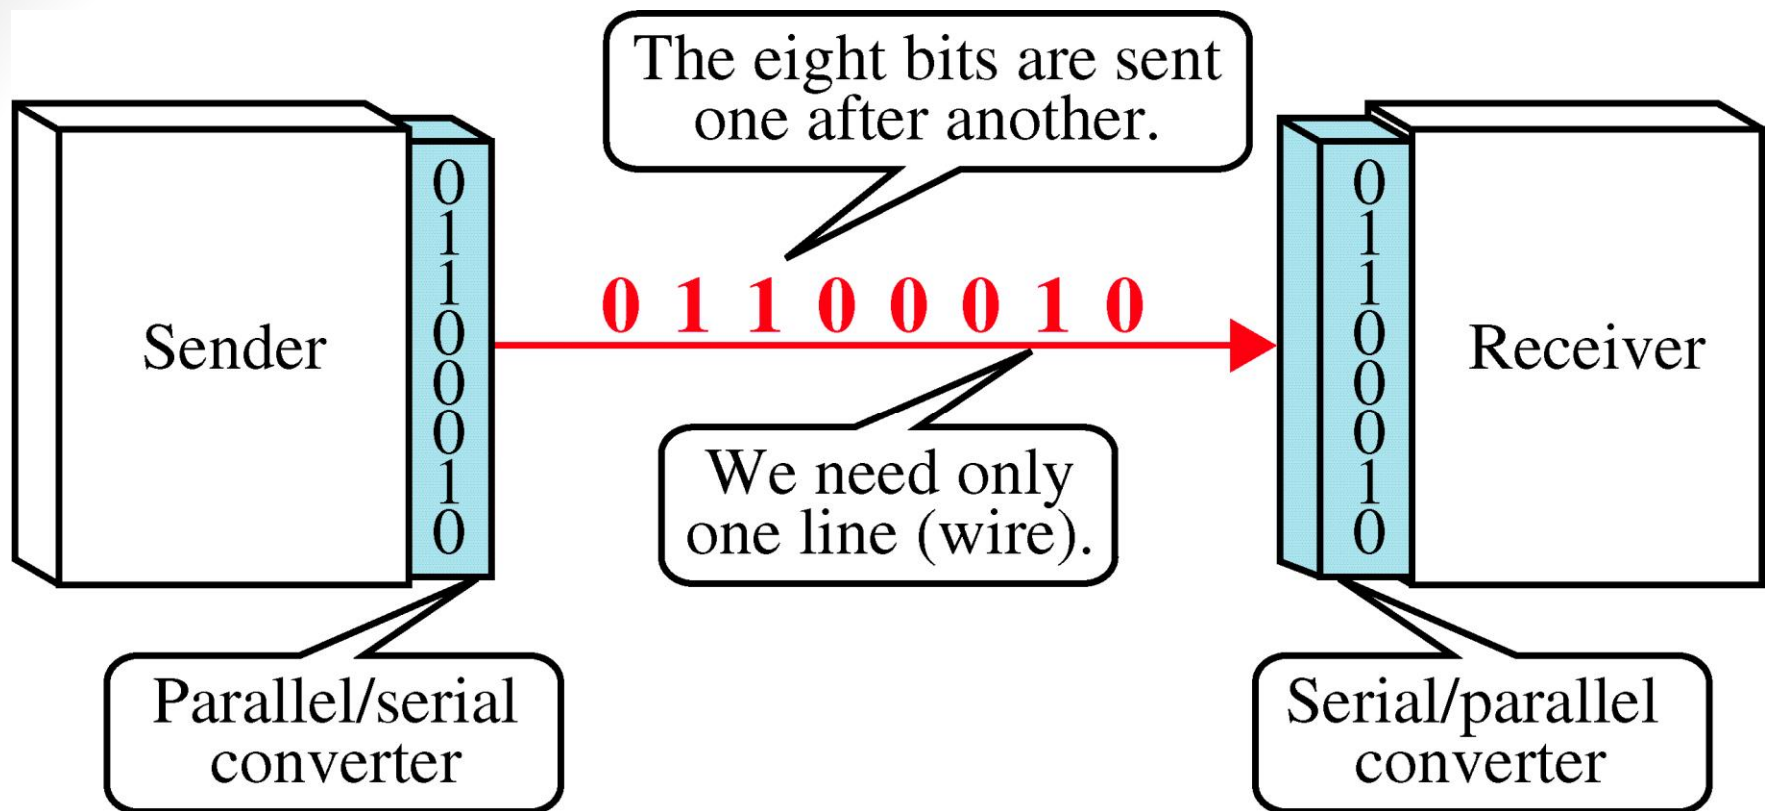 The eight bits are sent
one after another.
Sender
0
1
1
0
0
0
1
0
0 1 1 0 0 0 1 0
0
1
1
0
0
0
1
0
Receiver
We need only
one line (wire).
Parallel/serial
converter
Serial/parallel
converter